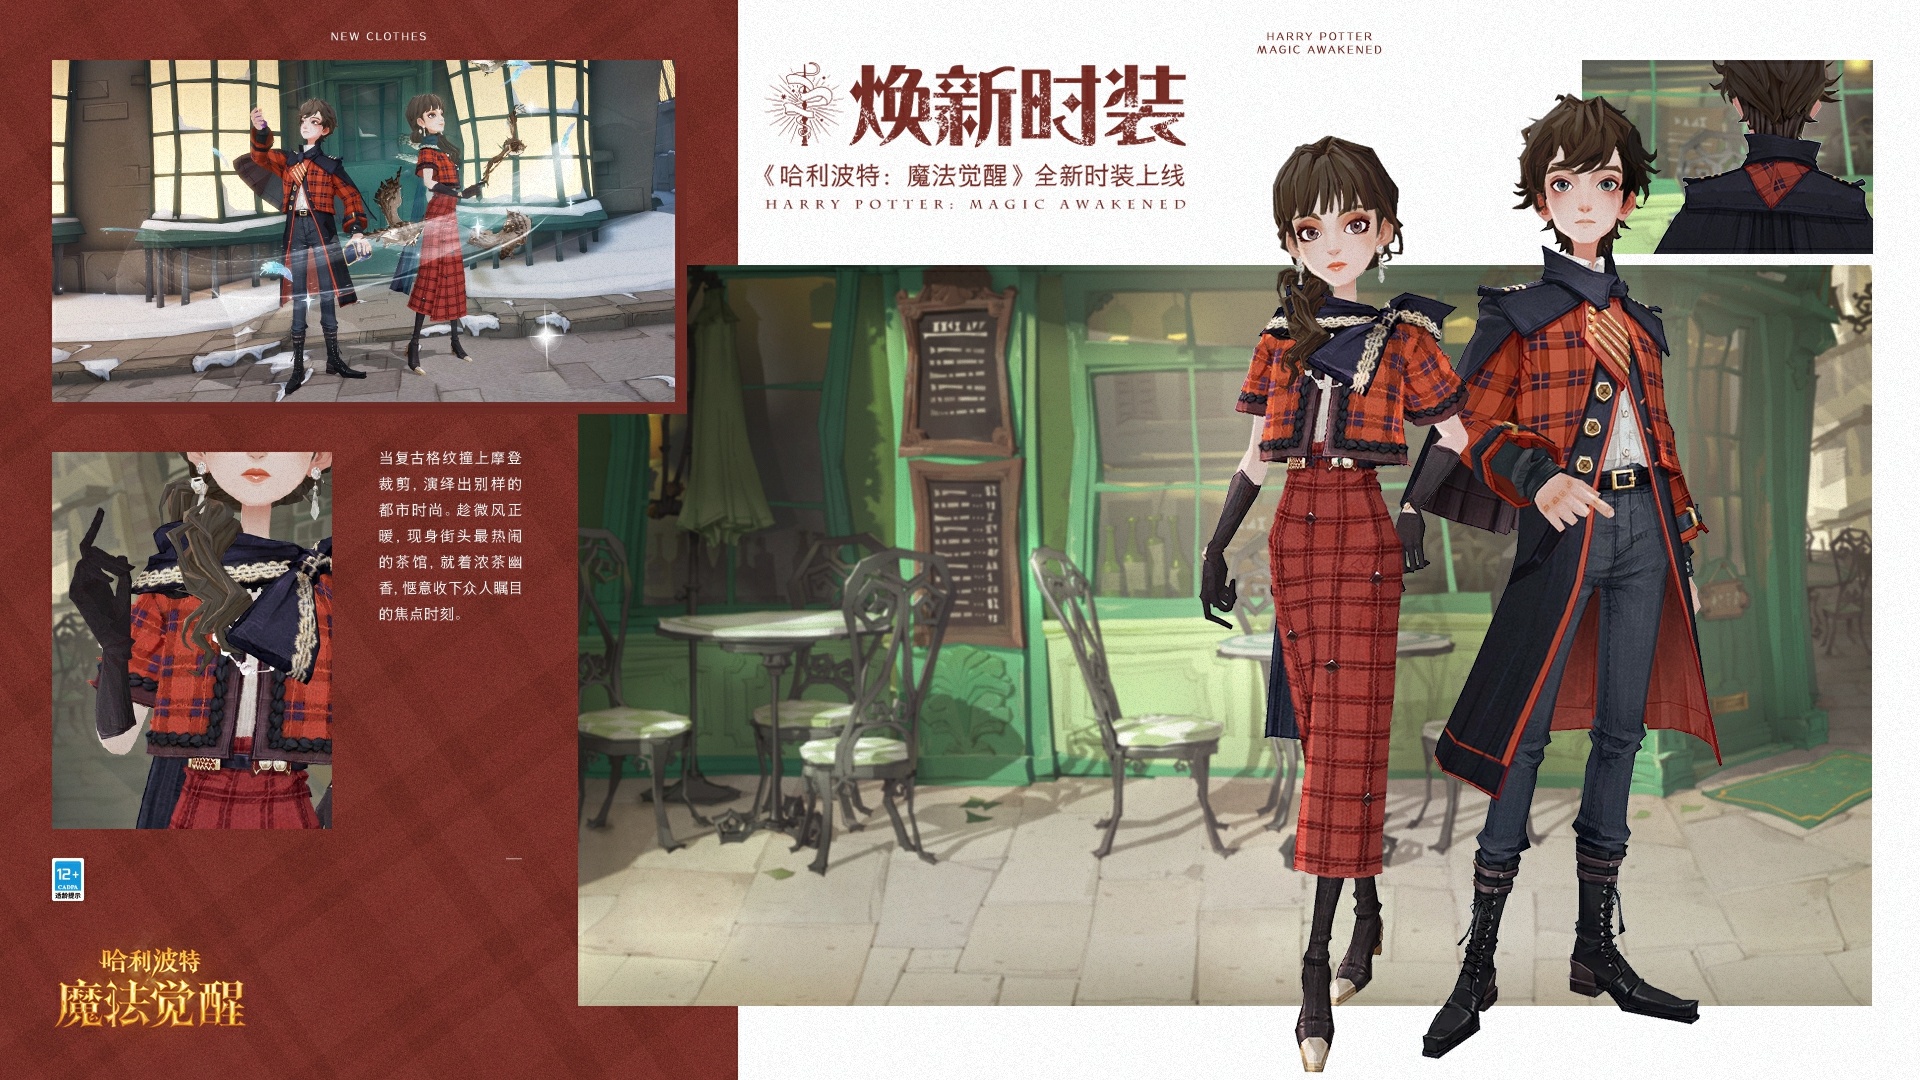 NEW CLOTHES
HARRY POTTER
MAGIC AWAKENED
焕新时装
《哈利波特：魔法觉醒》全新时装上线
HARRY POTTER: MAGIC AWAKENED
当复古格纹撞上摩登
裁剪，演绎出别样的
都市时尚。趁微风正
暖，现身街头最热闹
的茶馆，就着浓茶幽
香，惬意收下众人瞩目
的焦点时刻。
12+
CADPA
适龄提示
哈利波特
魔法觉醒